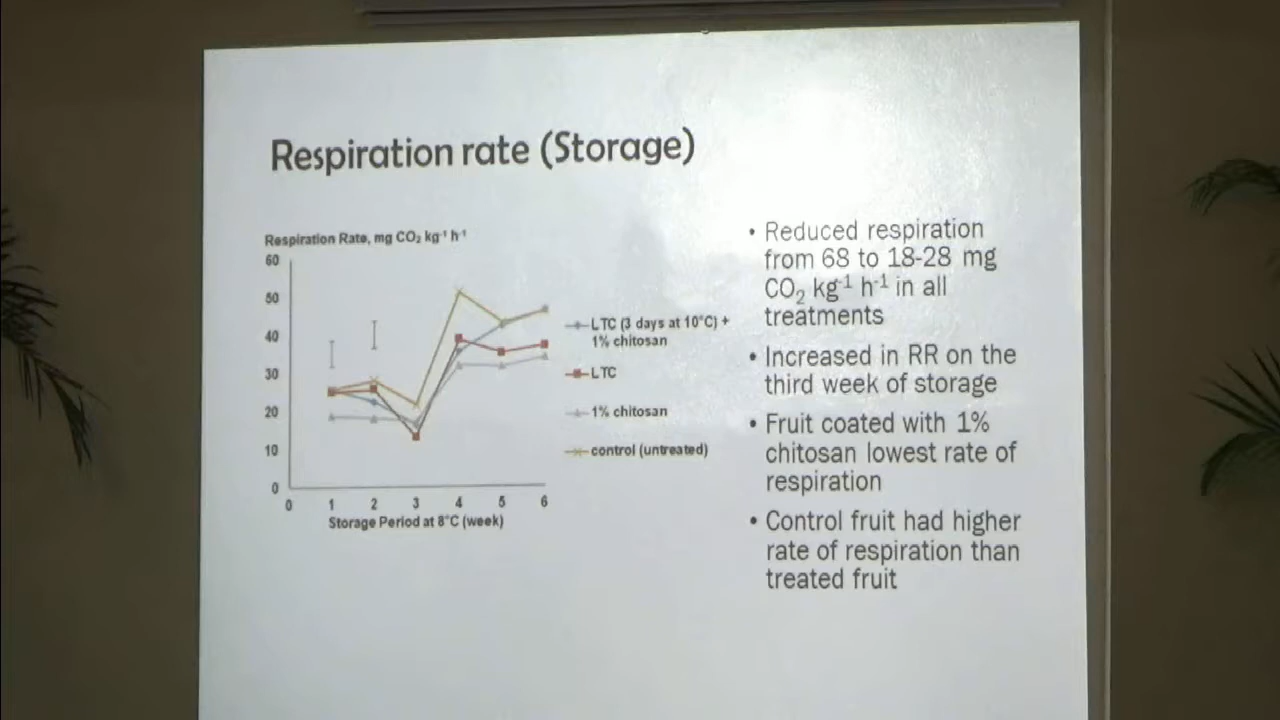 Respiration rate (Storage)
Respiration Rate, mg CO₂ kg⁻¹ h⁻¹
60
50
40
30
20
10
0
0 1 2 3 4 5 6
Storage Period at 8°C (week)
LTC (3 days at 10°C) +
1% chitosan
LTC
1% chitosan
control (untreated)
• Reduced respiration
from 68 to 18-28 mg
CO₂ kg⁻¹ h⁻¹ in all
treatments
• Increased in RR on the
third week of storage
• Fruit coated with 1%
chitosan lowest rate of
respiration
• Control fruit had higher
rate of respiration than
treated fruit